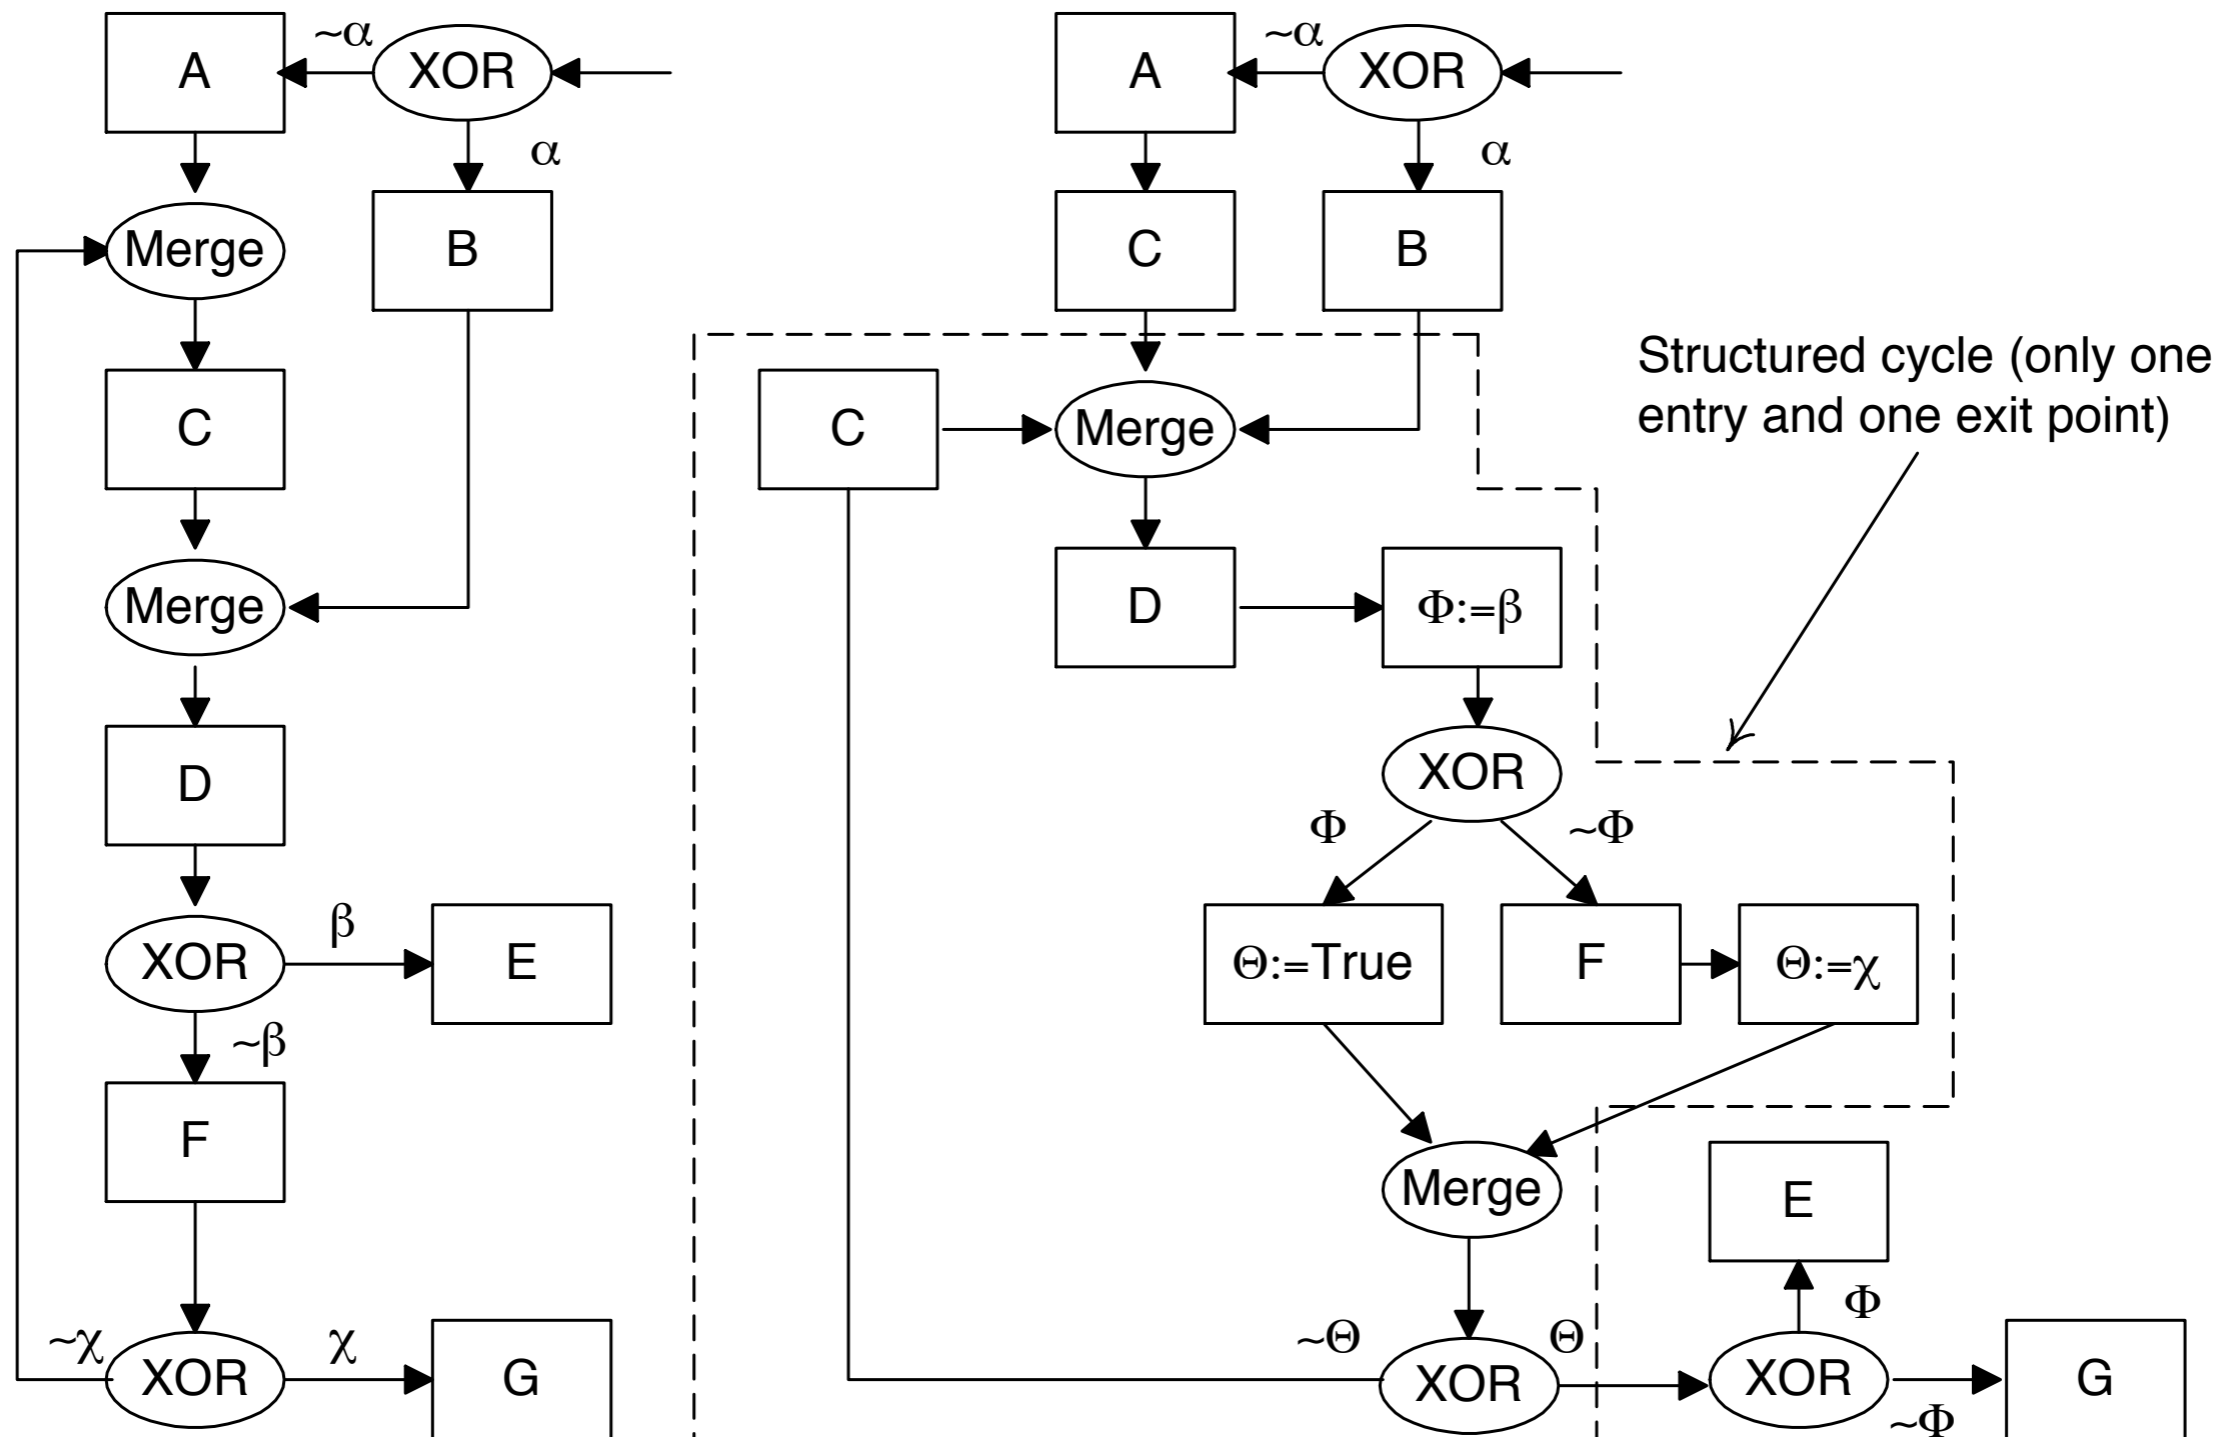 A
~α
XOR
α
Merge
B
C
Merge
D
XOR
β
E
~β
F
~χ
XOR
χ
G
A
~α
XOR
α
C
B
Structured cycle (only one
entry and one exit point)
C
Merge
D
Φ:=β
XOR
Φ
~Φ
Θ:=True
F
Θ:=χ
Merge
E
Φ
~Θ
XOR
Θ
XOR
~Φ
G